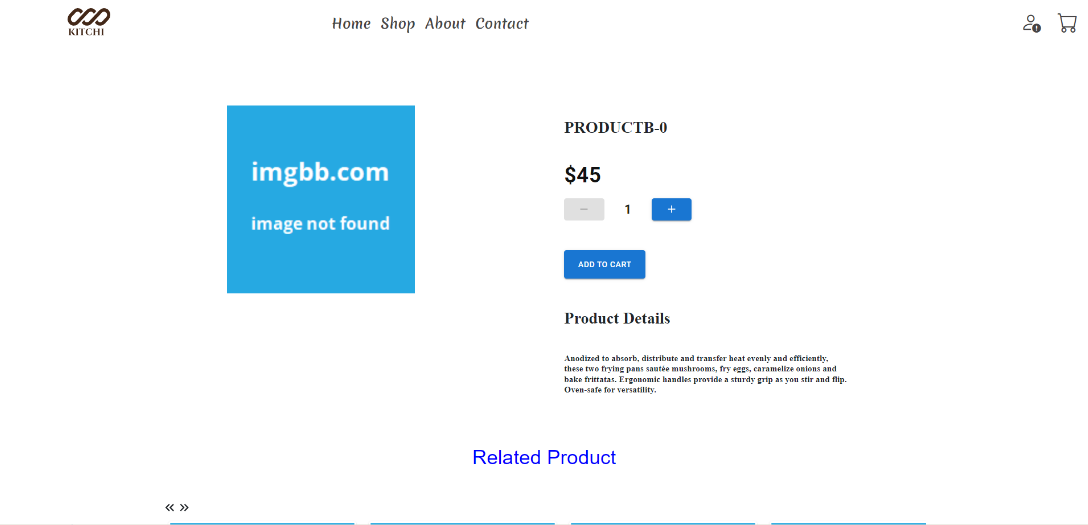 KITCHI
Home Shop About Contact
imgbb.com
image not found
PRODUCTB-0
$45
− 1 +
ADD TO CART
Product Details
Anodized to absorb, distribute and transfer heat evenly and efficiently,
these two frying pans sautée mushrooms, fry eggs, caramelize onions and
bake frittatas. Ergonomic handles provide a sturdy grip as you stir and flip.
Oven-safe for versatility.
Related Product
« »